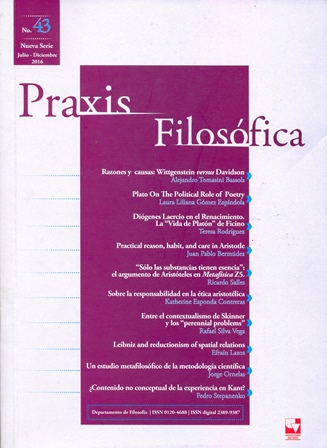 No. 43
Nueva Serie
Julio - Diciembre
2016
Praxis
Filosófica
Razones y causas: Wittgenstein versus Davidson
Alejandro Tomasini Bassols
Plato On The Political Role of Poetry
Laura Liliana Gómez Espíndola
Diógenes Laercio en el Renacimiento.
La "Vida de Platón" de Ficino
Teresa Rodríguez
Practical reason, habit, and care in Aristotle
Juan Pablo Bermúdez
"Sólo las substancias tienen esencia":
el argumento de Aristóteles en Metafísica Z5.
Ricardo Salles
Sobre la responsabilidad en la ética aristotélica
Katherine Esponda Contreras
Entre el contextualismo de Skinner
y los "perennial problems"
Rafael Silva Vega
Leibniz and reductionism of spatial relations
Efraín Lazos
Un estudio metafilosófico de la metodología científica
Jorge Ornelas
¿Contenido no conceptual de la experiencia en Kant?
Pedro Stepanenko
Departamento de Filosofía | ISSN 0120-4688 | ISSN digital 2389-9387